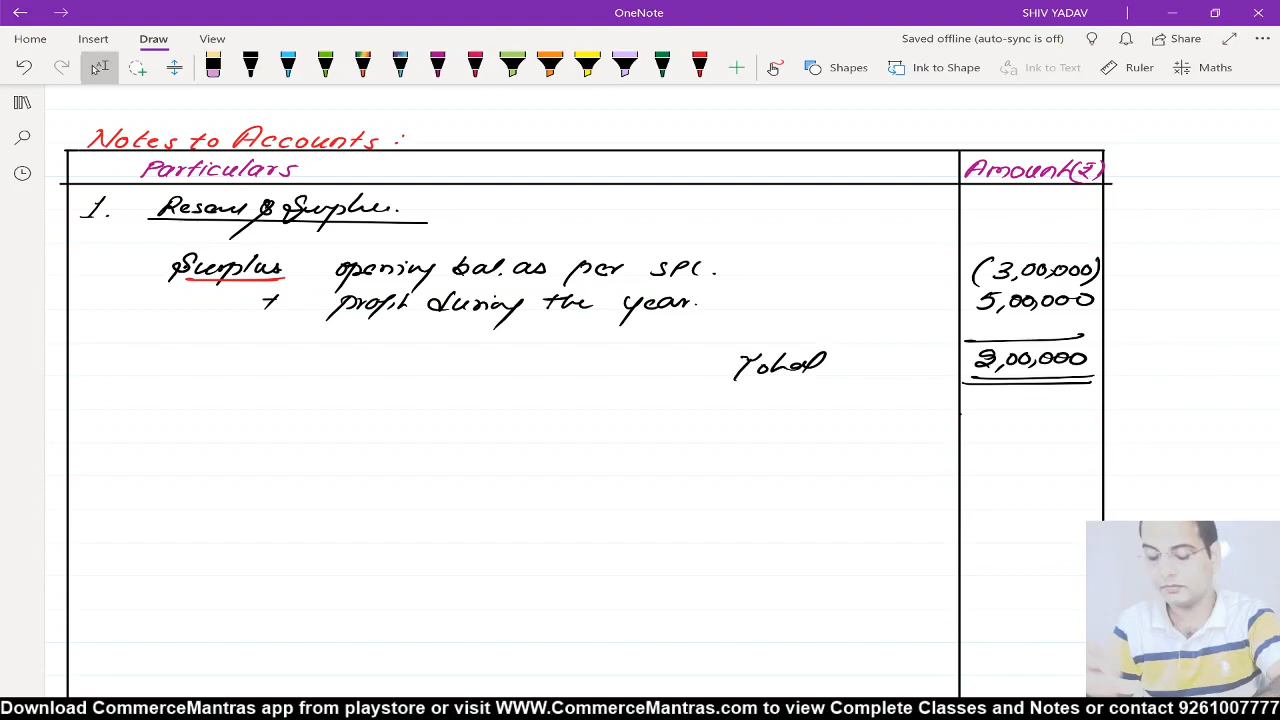 OneNote
SHIV YADAV
Home Insert Draw View
Saved offline (auto-sync is off)
Share
Shapes
Ink to Shape
Ink to Text
Ruler
Maths
Notes to Accounts :
Particulars Amount(₹)
1. Reserve & Surplus.
Surplus opening bal. as per SPL. (3,00,000)
+ profit during the year. 5,00,000
Total 2,00,000
Download CommerceMantras app from playstore or visit WWW.CommerceMantras.com to view Complete Classes and Notes or contact 9261007777